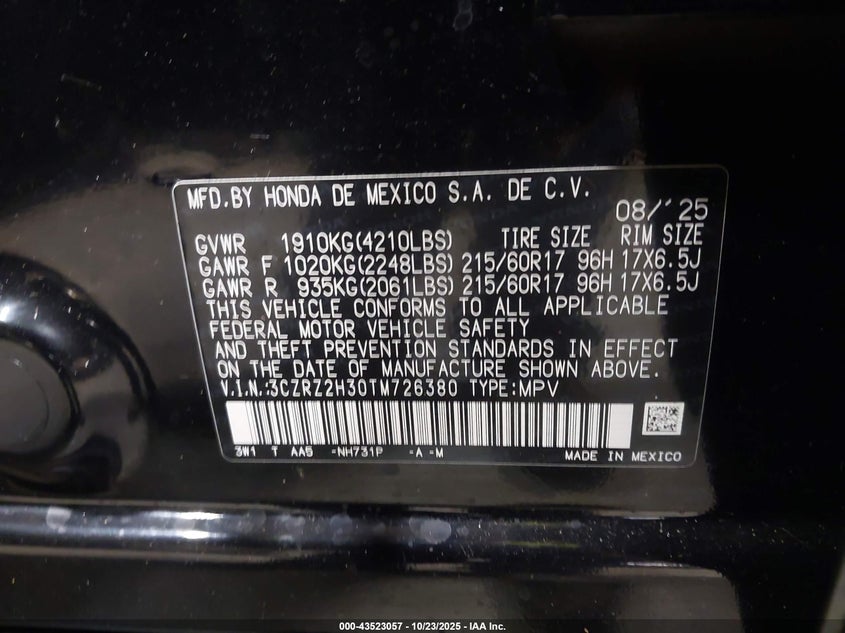 MFD.BY HONDA DE MEXICO S.A. DE C.V.
08/'25
GVWR 1910KG(4210LBS) TIRE SIZE RIM SIZE
GAWR F 1020KG(2248LBS) 215/60R17 96H 17X6.5J
GAWR R 935KG(2061LBS) 215/60R17 96H 17X6.5J
THIS VEHICLE CONFORMS TO ALL APPLICABLE
FEDERAL MOTOR VEHICLE SAFETY
AND THEFT PREVENTION STANDARDS IN EFFECT
ON THE DATE OF MANUFACTURE SHOWN ABOVE.
V.I.N.:3CZRZ2H30TM726380 TYPE:MPV
3W1 T AA5 =NH731P =A =M MADE IN MEXICO
000-43523057 - 10/23/2025 - IAA Inc.